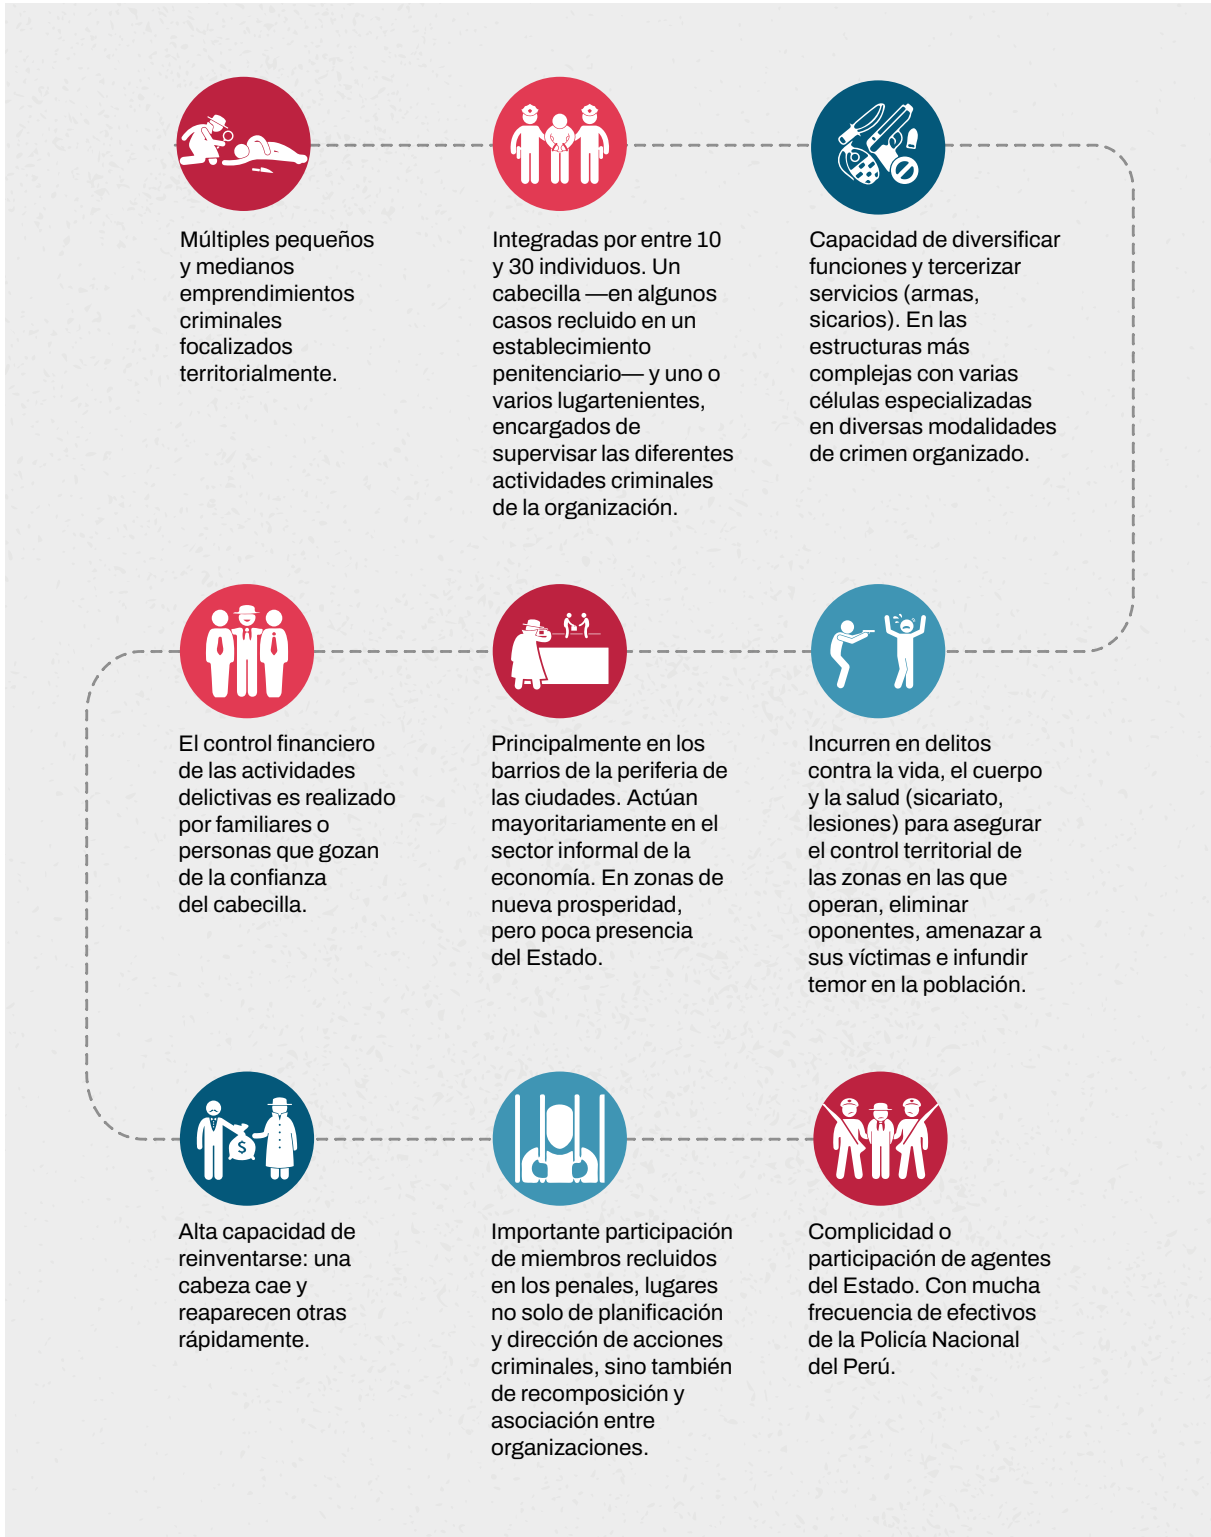 Múltiples pequeños
y medianos
emprendimientos
criminales
focalizados
territorialmente.
Integradas por entre 10
y 30 individuos. Un
cabecilla —en algunos
casos recluido en un
establecimiento
penitenciario— y uno o
varios lugartenientes,
encargados de
supervisar las diferentes
actividades criminales
de la organización.
Capacidad de diversificar
funciones y tercerizar
servicios (armas,
sicarios). En las
estructuras más
complejas con varias
células especializadas
en diversas modalidades
de crimen organizado.
Incurren en delitos
contra la vida, el cuerpo
y la salud (sicariato,
lesiones) para asegurar
el control territorial de
las zonas en las que
operan, eliminar
oponentes, amenazar a
sus víctimas e infundir
temor en la población.
Principalmente en los
barrios de la periferia de
las ciudades. Actúan
mayoritariamente en el
sector informal de la
economía. En zonas de
nueva prosperidad,
pero poca presencia
del Estado.
El control financiero
de las actividades
delictivas es realizado
por familiares o
personas que gozan
de la confianza
del cabecilla.
$
Alta capacidad de
reinventarse: una
cabeza cae y
reaparecen otras
rápidamente.
Importante participación
de miembros recluidos
en los penales, lugares
no solo de planificación
y dirección de acciones
criminales, sino también
de recomposición y
asociación entre
organizaciones.
Complicidad o
participación de agentes
del Estado. Con mucha
frecuencia de efectivos
de la Policía Nacional
del Perú.